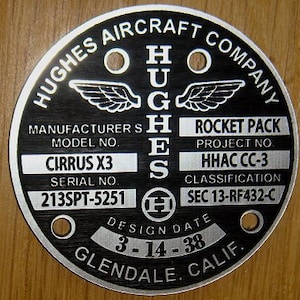 HUGHES AIRCRAFT COMPANY
HUGHES
MANUFACTURER S
MODEL NO.
ROCKET PACK
PROJECT NO.
CIRRUS X3
HHAC CC-3
SERIAL NO.
CLASSIFICATION
213SPT-5251
SEC 13-RF432-C
H
DESIGN DATE
3 - 14 - 38
GLENDALE. CALIF.